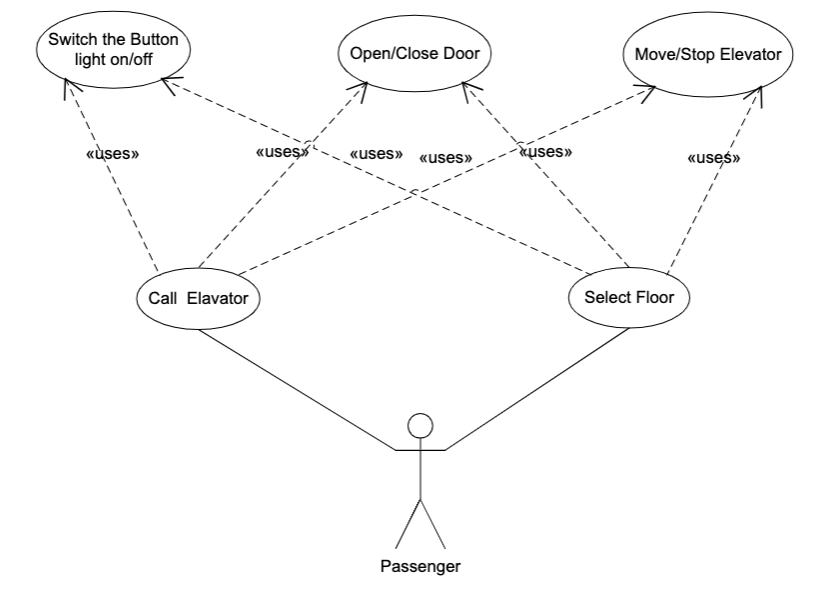 Switch the Button
light on/off
Open/Close Door
Move/Stop Elevator
«uses»
«uses»
«uses»
«uses»
«uses»
«uses»
Call Elavator
Select Floor
Passenger